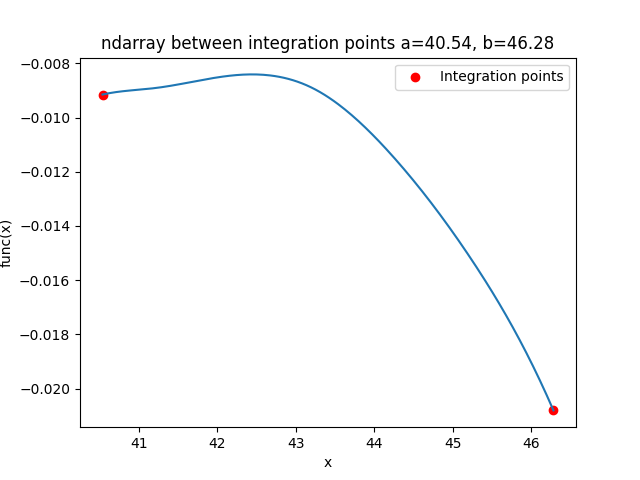 ndarray between integration points a=40.54, b=46.28
Integration points
−0.008
−0.010
−0.012
−0.014
−0.016
−0.018
−0.020
func(x)
41 42 43 44 45 46
x